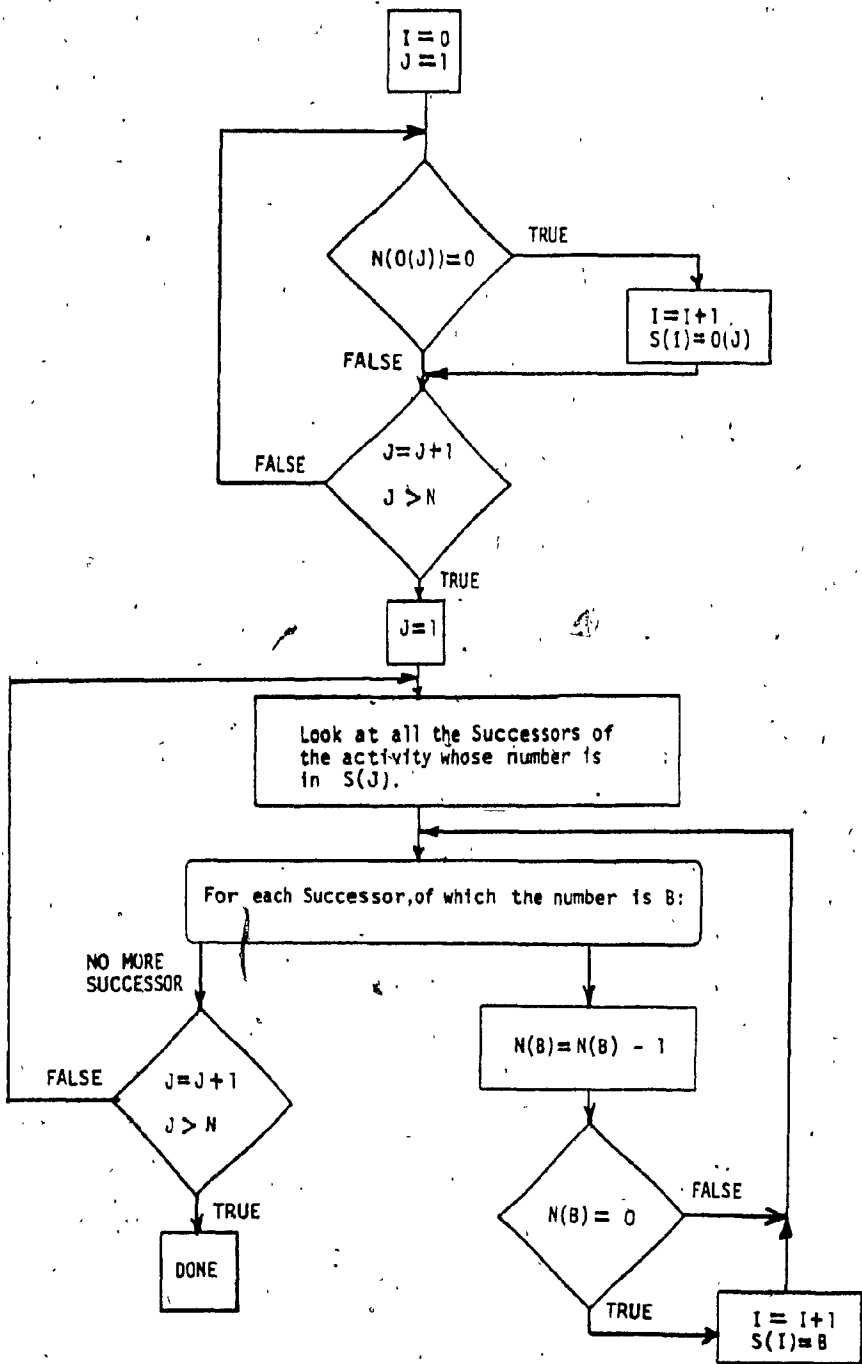 I = 0
J = 1
N(O(J))=0
TRUE
I=I+1
S(I)=O(J)
FALSE
J=J+1
J > N
FALSE
TRUE
J=1
Look at all the Successors of
the activity whose number is
in S(J).
For each Successor,of which the number is B:
NO MORE
SUCCESSOR
N(B)=N(B) - 1
J=J+1
J > N
FALSE
TRUE
DONE
N(B) = 0
FALSE
TRUE
I = I+1
S(I)=B